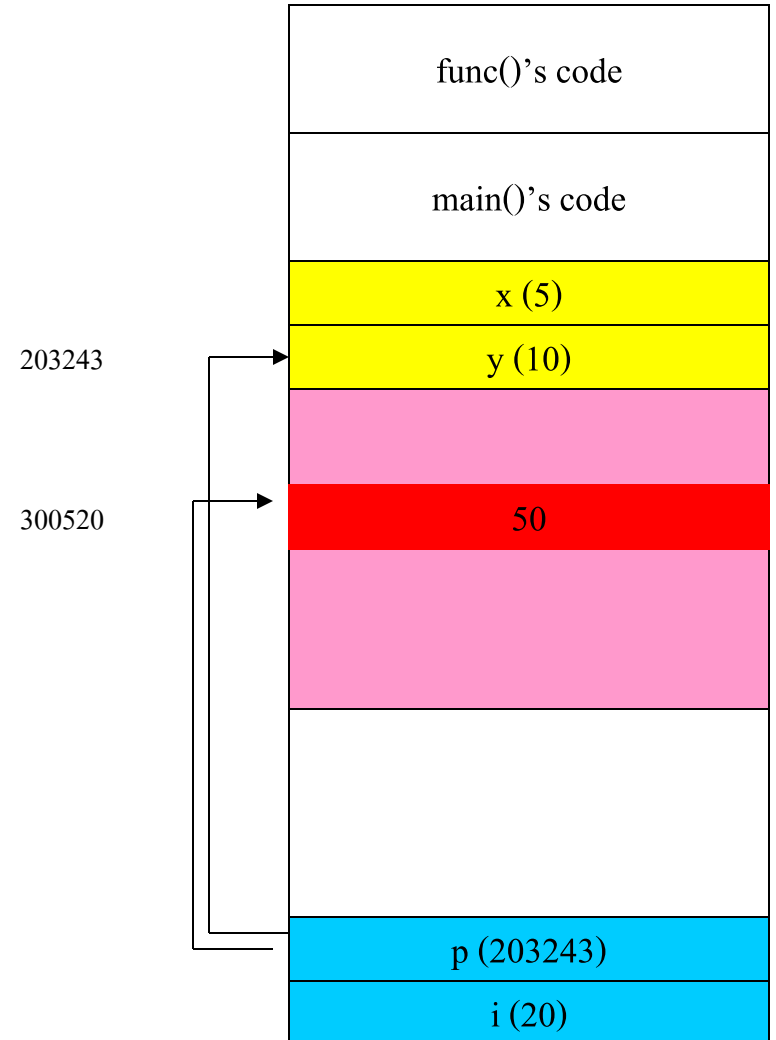 func()’s code
main()’s code
x (5)
203243
y (10)
300520
50
p (203243)
i (20)